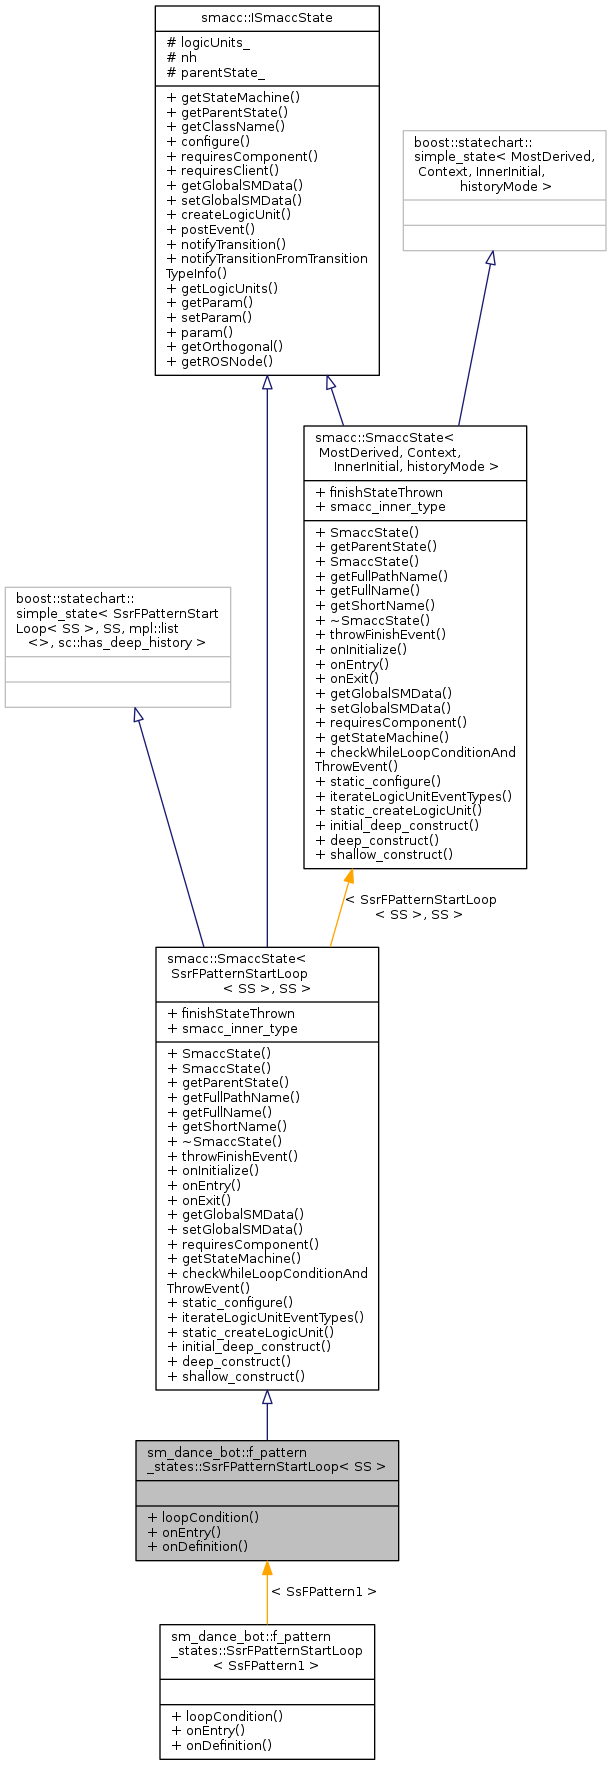 smacc::ISmaccState
# logicUnits_
# nh
# parentState_
+ getStateMachine()
+ getParentState()
+ getClassName()
+ configure()
+ requiresComponent()
+ requiresClient()
+ getGlobalSMData()
+ setGlobalSMData()
+ createLogicUnit()
+ postEvent()
+ notifyTransition()
+ notifyTransitionFromTransition
TypeInfo()
+ getLogicUnits()
+ getParam()
+ setParam()
+ param()
+ getOrthogonal()
+ getROSNode()
boost::statechart::
simple_state< MostDerived,
Context, InnerInitial,
historyMode >
smacc::SmaccState<
MostDerived, Context,
InnerInitial, historyMode >
+ finishStateThrown
+ smacc_inner_type
+ SmaccState()
+ getParentState()
+ SmaccState()
+ getFullPathName()
+ getFullName()
+ getShortName()
+ ~SmaccState()
+ throwFinishEvent()
+ onInitialize()
+ onEntry()
+ onExit()
+ getGlobalSMData()
+ setGlobalSMData()
+ requiresComponent()
+ getStateMachine()
+ checkWhileLoopConditionAnd
ThrowEvent()
+ static_configure()
+ iterateLogicUnitEventTypes()
+ static_createLogicUnit()
+ initial_deep_construct()
+ deep_construct()
+ shallow_construct()
boost::statechart::
simple_state< SsrFPatternStart
Loop< SS >, SS, mpl::list
<>, sc::has_deep_history >
< SsrFPatternStartLoop
< SS >, SS >
smacc::SmaccState<
SsrFPatternStartLoop
< SS >, SS >
+ finishStateThrown
+ smacc_inner_type
+ SmaccState()
+ SmaccState()
+ getParentState()
+ getFullPathName()
+ getFullName()
+ getShortName()
+ ~SmaccState()
+ throwFinishEvent()
+ onInitialize()
+ onEntry()
+ onExit()
+ getGlobalSMData()
+ setGlobalSMData()
+ requiresComponent()
+ getStateMachine()
+ checkWhileLoopConditionAnd
ThrowEvent()
+ static_configure()
+ iterateLogicUnitEventTypes()
+ static_createLogicUnit()
+ initial_deep_construct()
+ deep_construct()
+ shallow_construct()
sm_dance_bot::f_pattern
_states::SsrFPatternStartLoop< SS >
+ loopCondition()
+ onEntry()
+ onDefinition()
< SsFPattern1 >
sm_dance_bot::f_pattern
_states::SsrFPatternStartLoop
< SsFPattern1 >
+ loopCondition()
+ onEntry()
+ onDefinition()